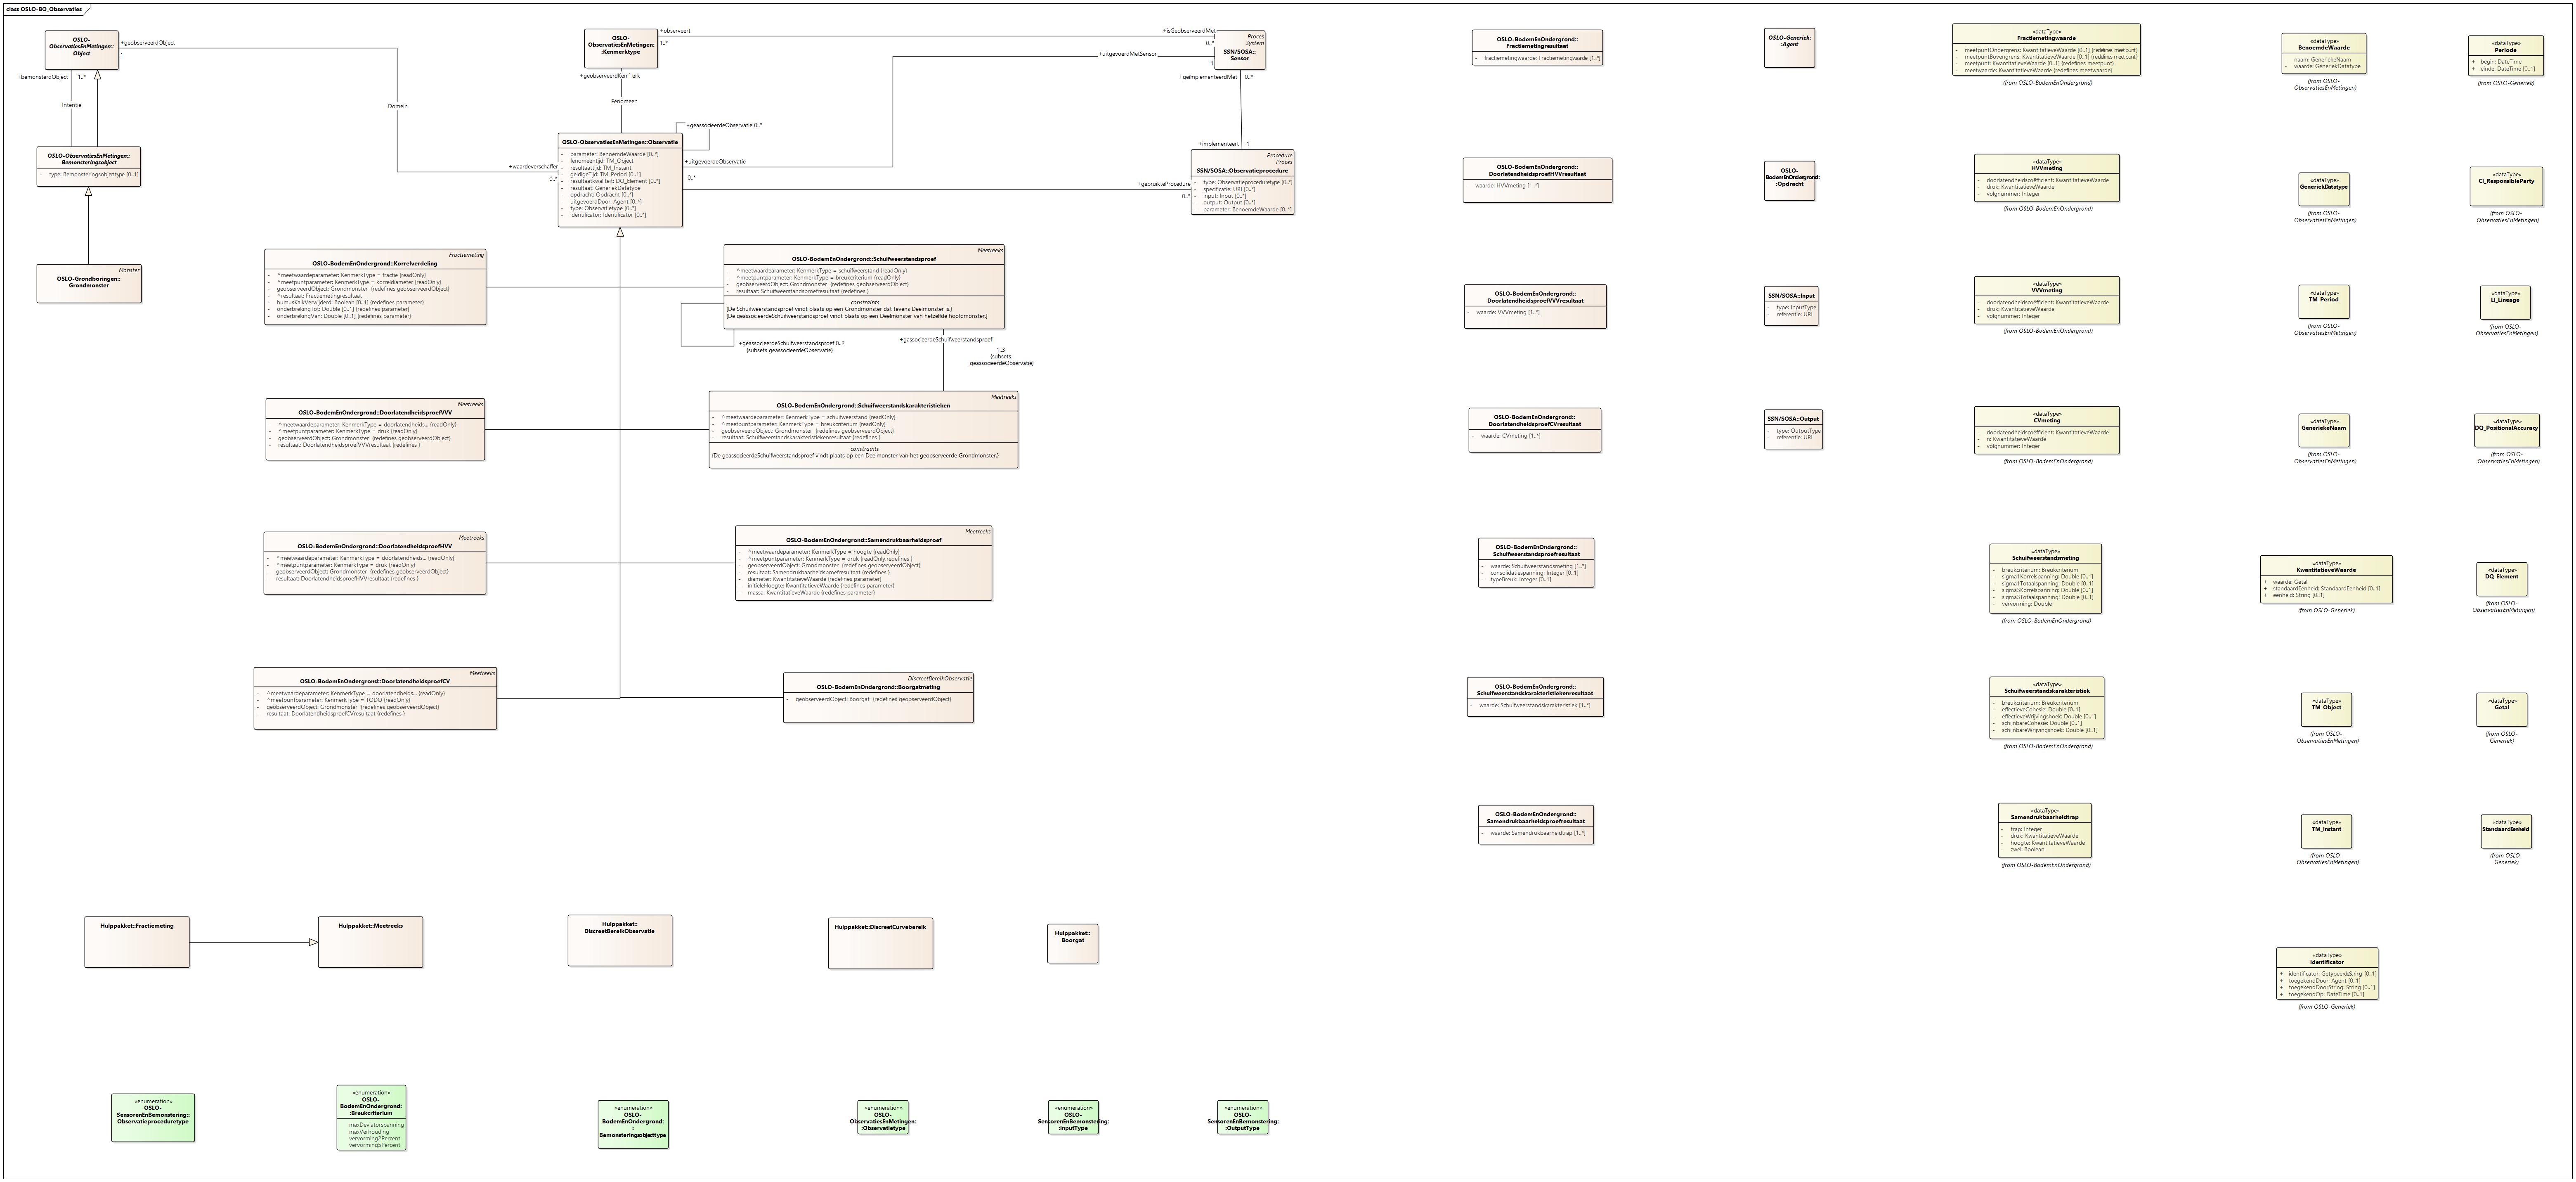 class OSLO-BO_Observaties
OSLO-
ObservatiesEnMetingen::
Object
+geobserveerdObject
1
+bemonsterdObject
1..*
Intentie
Domein
OSLO-ObservatiesEnMetingen::
Bemonsteringsobject
- type: Bemonsteringsobjecttype [0..1]
Monster
OSLO-Grondboringen::
Grondmonster
OSLO-
ObservatiesEnMetingen:
:Kenmerktype
+observeert
1..*
+isGeobserveerdMet
0..*
+uitgevoerdMetSensor
1
Proces
System
SSN/SOSA::
Sensor
+geïmplementeerdMet
0..*
+implementeert
1
Fenomeen
+geassocieerdeObservatie 0..*
+waardeverschaffer
0..*
OSLO-ObservatiesEnMetingen::Observatie
- parameter: BenoemdeWaarde [0..*]
- fenomeentijd: TM_Object
- resultaattijd: TM_Instant
- geldigeTijd: TM_Period [0..1]
- resultaatkwaliteit: DQ_Element [0..*]
- resultaat: GeneriekDatatype
- opdracht: Opdracht [0..*]
- uitgevoerdDoor: Agent [0..*]
- type: Observatietype [0..*]
- identificator: Identificator [0..*]
+uitgevoerdeObservatie
0..*
+gebruikteProcedure
0..*
Procedure
Proces
SSN/SOSA::Observatieprocedure
- type: Observatieproceduretype [0..*]
- specificatie: URI [0..*]
- input: Input [0..*]
- output: Output [0..*]
- parameter: BenoemdeWaarde [0..*]
Fractiemeting
OSLO-BodemEnOndergrond::Korrelverdeling
- ^meetwaardeparameter: KenmerkType = fractie {readOnly}
- ^meetpuntparameter: KenmerkType = korreldiameter {readOnly}
- geobserveerdObject: Grondmonster {redefines geobserveerdObject}
- ^resultaat: Fractiemetingresultaat
- humusKalkVerwijderd: Boolean [0..1] {redefines parameter}
- onderbrekingTot: Double [0..1] {redefines parameter}
- onderbrekingVan: Double [0..1] {redefines parameter}
Meetreeks
OSLO-BodemEnOndergrond::Schuifweerstandsproef
- ^meetwaardeparameter: KenmerkType = schuifweerstand {readOnly}
- ^meetpuntparameter: KenmerkType = breukcriterium {readOnly}
- geobserveerdObject: Grondmonster {redefines geobserveerdObject}
- resultaat: Schuifweerstandsproefresultaat {redefines }
constraints
{De Schuifweerstandsproef vindt plaats op een Grondmonster dat tevens Deelmonster is.}
{De geassocieerdeSchuifweerstandsproef vindt plaats op een Deelmonster van hetzelfde hoofdmonster.}
+geassocieerdeSchuifweerstandsproef 0..2
{subsets geassocieerdeObservatie}
+gassocieerdeSchuifweerstandsproef
1..3
{subsets
geassocieerdeObservatie}
Meetreeks
OSLO-BodemEnOndergrond::DoorlatendheidsproefVVV
- ^meetwaardeparameter: KenmerkType = doorlatendheids... {readOnly}
- ^meetpuntparameter: KenmerkType = druk {readOnly}
- geobserveerdObject: Grondmonster {redefines geobserveerdObject}
- resultaat: DoorlatendheidsproefVVVresultaat {redefines }
Meetreeks
OSLO-BodemEnOndergrond::Schuifweerstandskarakteristieken
- ^meetwaardeparameter: KenmerkType = schuifweerstand {readOnly}
- ^meetpuntparameter: KenmerkType = breukcriterium {readOnly}
- geobserveerdObject: Grondmonster {redefines geobserveerdObject}
- resultaat: Schuifweerstandskarakteristiekenresultaat {redefines }
constraints
{De geassocieerdeSchuifweerstandsproef vindt plaats op een Deelmonster van het geobserveerde Grondmonster.}
Meetreeks
OSLO-BodemEnOndergrond::DoorlatendheidsproefHVV
- ^meetwaardeparameter: KenmerkType = doorlatendheids... {readOnly}
- ^meetpuntparameter: KenmerkType = druk {readOnly}
- geobserveerdObject: Grondmonster {redefines geobserveerdObject}
- resultaat: DoorlatendheidsproefHVVresultaat {redefines }
Meetreeks
OSLO-BodemEnOndergrond::Samendrukbaarheidsproef
- ^meetwaardeparameter: KenmerkType = hoogte {readOnly}
- ^meetpuntparameter: KenmerkType = druk {readOnly,redefines }
- geobserveerdObject: Grondmonster {redefines geobserveerdObject}
- resultaat: Samendrukbaarheidsproefresultaat {redefines }
- diameter: KwantitatieveWaarde {redefines parameter}
- initiëleHoogte: KwantitatieveWaarde {redefines parameter}
- massa: KwantitatieveWaarde {redefines parameter}
Meetreeks
OSLO-BodemEnOndergrond::DoorlatendheidsproefCV
- ^meetwaardeparameter: KenmerkType = doorlatendheids... {readOnly}
- ^meetpuntparameter: KenmerkType = TODO {readOnly}
- geobserveerdObject: Grondmonster {redefines geobserveerdObject}
- resultaat: DoorlatendheidsproefCVresultaat {redefines }
DiscreetBereikObservatie
OSLO-BodemEnOndergrond::Boorgatmeting
- geobserveerdObject: Boorgat {redefines geobserveerdObject}
Hulppakket::Fractiemeting
Hulppakket::Meetreeks
Hulppakket::
DiscreetBereikObservatie
Hulppakket::DiscreetCurvebereik
Hulppakket::
Boorgat
«enumeration»
OSLO-
SensorenEnBemonstering::
Observatieproceduretype
«enumeration»
OSLO-
BodemEnOndergrond:
:Breukcriterium
maxDeviatorspanning
maxVerhouding
vervorming2Percent
vervorming5Percent
«enumeration»
OSLO-
BodemEnOndergrond:
:
Bemonsteringsobjecttype
«enumeration»
OSLO-
ObservatiesEnMetingen:
:Observatietype
«enumeration»
OSLO-
SensorenEnBemonstering:
:InputType
«enumeration»
OSLO-
SensorenEnBemonstering:
:OutputType
OSLO-BodemEnOndergrond::
Fractiemetingresultaat
- fractiemetingwaarde: Fractiemetingwaarde [1..*]
OSLO-BodemEnOndergrond::
DoorlatendheidsproefHVVresultaat
- waarde: HVVmeting [1..*]
OSLO-BodemEnOndergrond::
DoorlatendheidsproefVVVresultaat
- waarde: VVVmeting [1..*]
OSLO-BodemEnOndergrond::
DoorlatendheidsproefCVresultaat
- waarde: CVmeting [1..*]
OSLO-BodemEnOndergrond::
Schuifweerstandsproefresultaat
- waarde: Schuifweerstandsmeting [1..*]
- consolidatiespanning: Integer [0..1]
- typeBreuk: Integer [0..1]
OSLO-BodemEnOndergrond::
Schuifweerstandskarakteristiekenresultaat
- waarde: Schuifweerstandskarakteristiek [1..*]
OSLO-BodemEnOndergrond::
Samendrukbaarheidsproefresultaat
- waarde: Samendrukbaarheidtrap [1..*]
OSLO-Generiek:
:Agent
OSLO-
BodemEnOndergrond:
:Opdracht
SSN/SOSA::Input
- type: InputType
- referentie: URI
SSN/SOSA::Output
- type: OutputType
- referentie: URI
«dataType»
Fractiemetingwaarde
- meetpuntOndergrens: KwantitatieveWaarde [0..1] {redefines meetpunt}
- meetpuntBovengrens: KwantitatieveWaarde [0..1] {redefines meetpunt}
- meetpunt: KwantitatieveWaarde [0..1] {redefines meetpunt}
- meetwaarde: KwantitatieveWaarde {redefines meetwaarde}
(from OSLO-BodemEnOndergrond)
«dataType»
HVVmeting
- doorlatendheidscoëfficient: KwantitatieveWaarde
- druk: KwantitatieveWaarde
- volgnummer: Integer
(from OSLO-BodemEnOndergrond)
«dataType»
VVVmeting
- doorlatendheidscoëfficient: KwantitatieveWaarde
- druk: KwantitatieveWaarde
- volgnummer: Integer
(from OSLO-BodemEnOndergrond)
«dataType»
CVmeting
- doorlatendheidscoëfficient: KwantitatieveWaarde
- n: KwantitatieveWaarde
- volgnummer: Integer
(from OSLO-BodemEnOndergrond)
«dataType»
Schuifweerstandsmeting
- breukcriterium: Breukcriterium
- sigma1Korrelspanning: Double [0..1]
- sigma1Totaalspanning: Double [0..1]
- sigma3Korrelspanning: Double [0..1]
- sigma3Totaalspanning: Double [0..1]
- vervorming: Double
(from OSLO-BodemEnOndergrond)
«dataType»
Schuifweerstandskarakteristiek
- breukcriterium: Breukcriterium
- effectieveCohesie: Double [0..1]
- effectieveWrijvingshoek: Double [0..1]
- schijnbareCohesie: Double [0..1]
- schijnbareWrijvingshoek: Double [0..1]
(from OSLO-BodemEnOndergrond)
«dataType»
Samendrukbaarheidtrap
- trap: Integer
- druk: KwantitatieveWaarde
- hoogte: KwantitatieveWaarde
- zwel: Boolean
(from OSLO-BodemEnOndergrond)
«dataType»
BenoemdeWaarde
- naam: GeneriekeNaam
- waarde: GeneriekDatatype
(from OSLO-
ObservatiesEnMetingen)
«dataType»
GeneriekDatatype
(from OSLO-
ObservatiesEnMetingen)
«dataType»
TM_Period
(from OSLO-
ObservatiesEnMetingen)
«dataType»
GeneriekeNaam
(from OSLO-
ObservatiesEnMetingen)
«dataType»
KwantitatieveWaarde
+ waarde: Getal
+ standaardEenheid: StandaardEenheid [0..1]
+ eenheid: String [0..1]
(from OSLO-Generiek)
«dataType»
TM_Object
(from OSLO-
ObservatiesEnMetingen)
«dataType»
TM_Instant
(from OSLO-
ObservatiesEnMetingen)
«dataType»
Identificator
+ identificator: GetypeerdeString [0..1]
+ toegekendDoor: Agent [0..1]
+ toegekendDoorString: String [0..1]
+ toegekendOp: DateTime [0..1]
(from OSLO-Generiek)
«dataType»
Periode
+ begin: DateTime
+ einde: DateTime [0..1]
(from OSLO-Generiek)
«dataType»
CI_ResponsibleParty
(from OSLO-
ObservatiesEnMetingen)
«dataType»
LI_Lineage
(from OSLO-
ObservatiesEnMetingen)
«dataType»
DQ_PositionalAccuracy
(from OSLO-
ObservatiesEnMetingen)
«dataType»
DQ_Element
(from OSLO-
ObservatiesEnMetingen)
«dataType»
Getal
(from OSLO-
Generiek)
«dataType»
StandaardEenheid
(from OSLO-
Generiek)